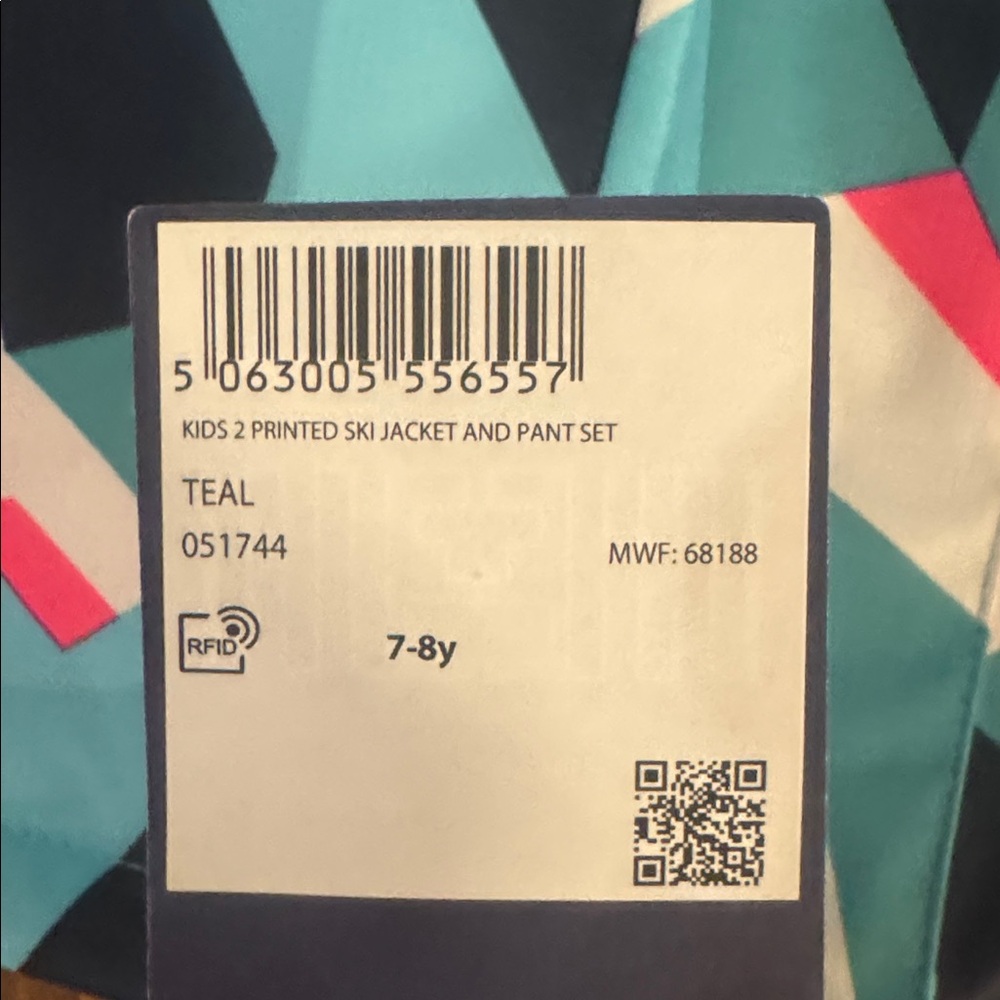 5 063005 556557
KIDS 2 PRINTED SKI JACKET AND PANT SET
TEAL
051744
MWF: 68188
RFID
7-8y